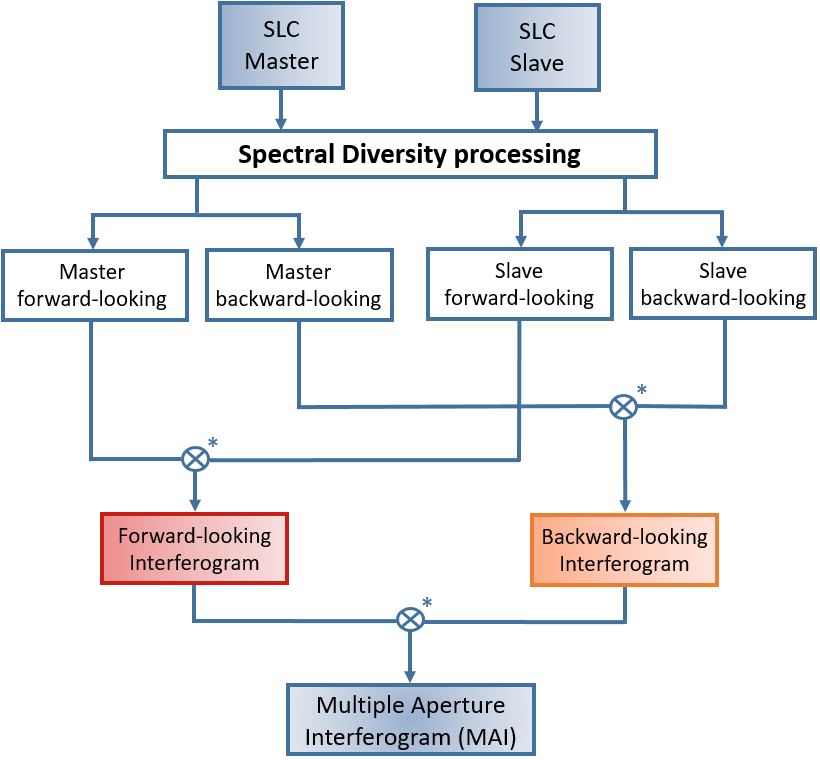 SLC
Master
SLC
Slave
Spectral Diversity processing
Master
forward-looking
Master
backward-looking
Slave
forward-looking
Slave
backward-looking
*
*
Forward-looking
Interferogram
Backward-looking
Interferogram
*
Multiple Aperture
Interferogram (MAI)